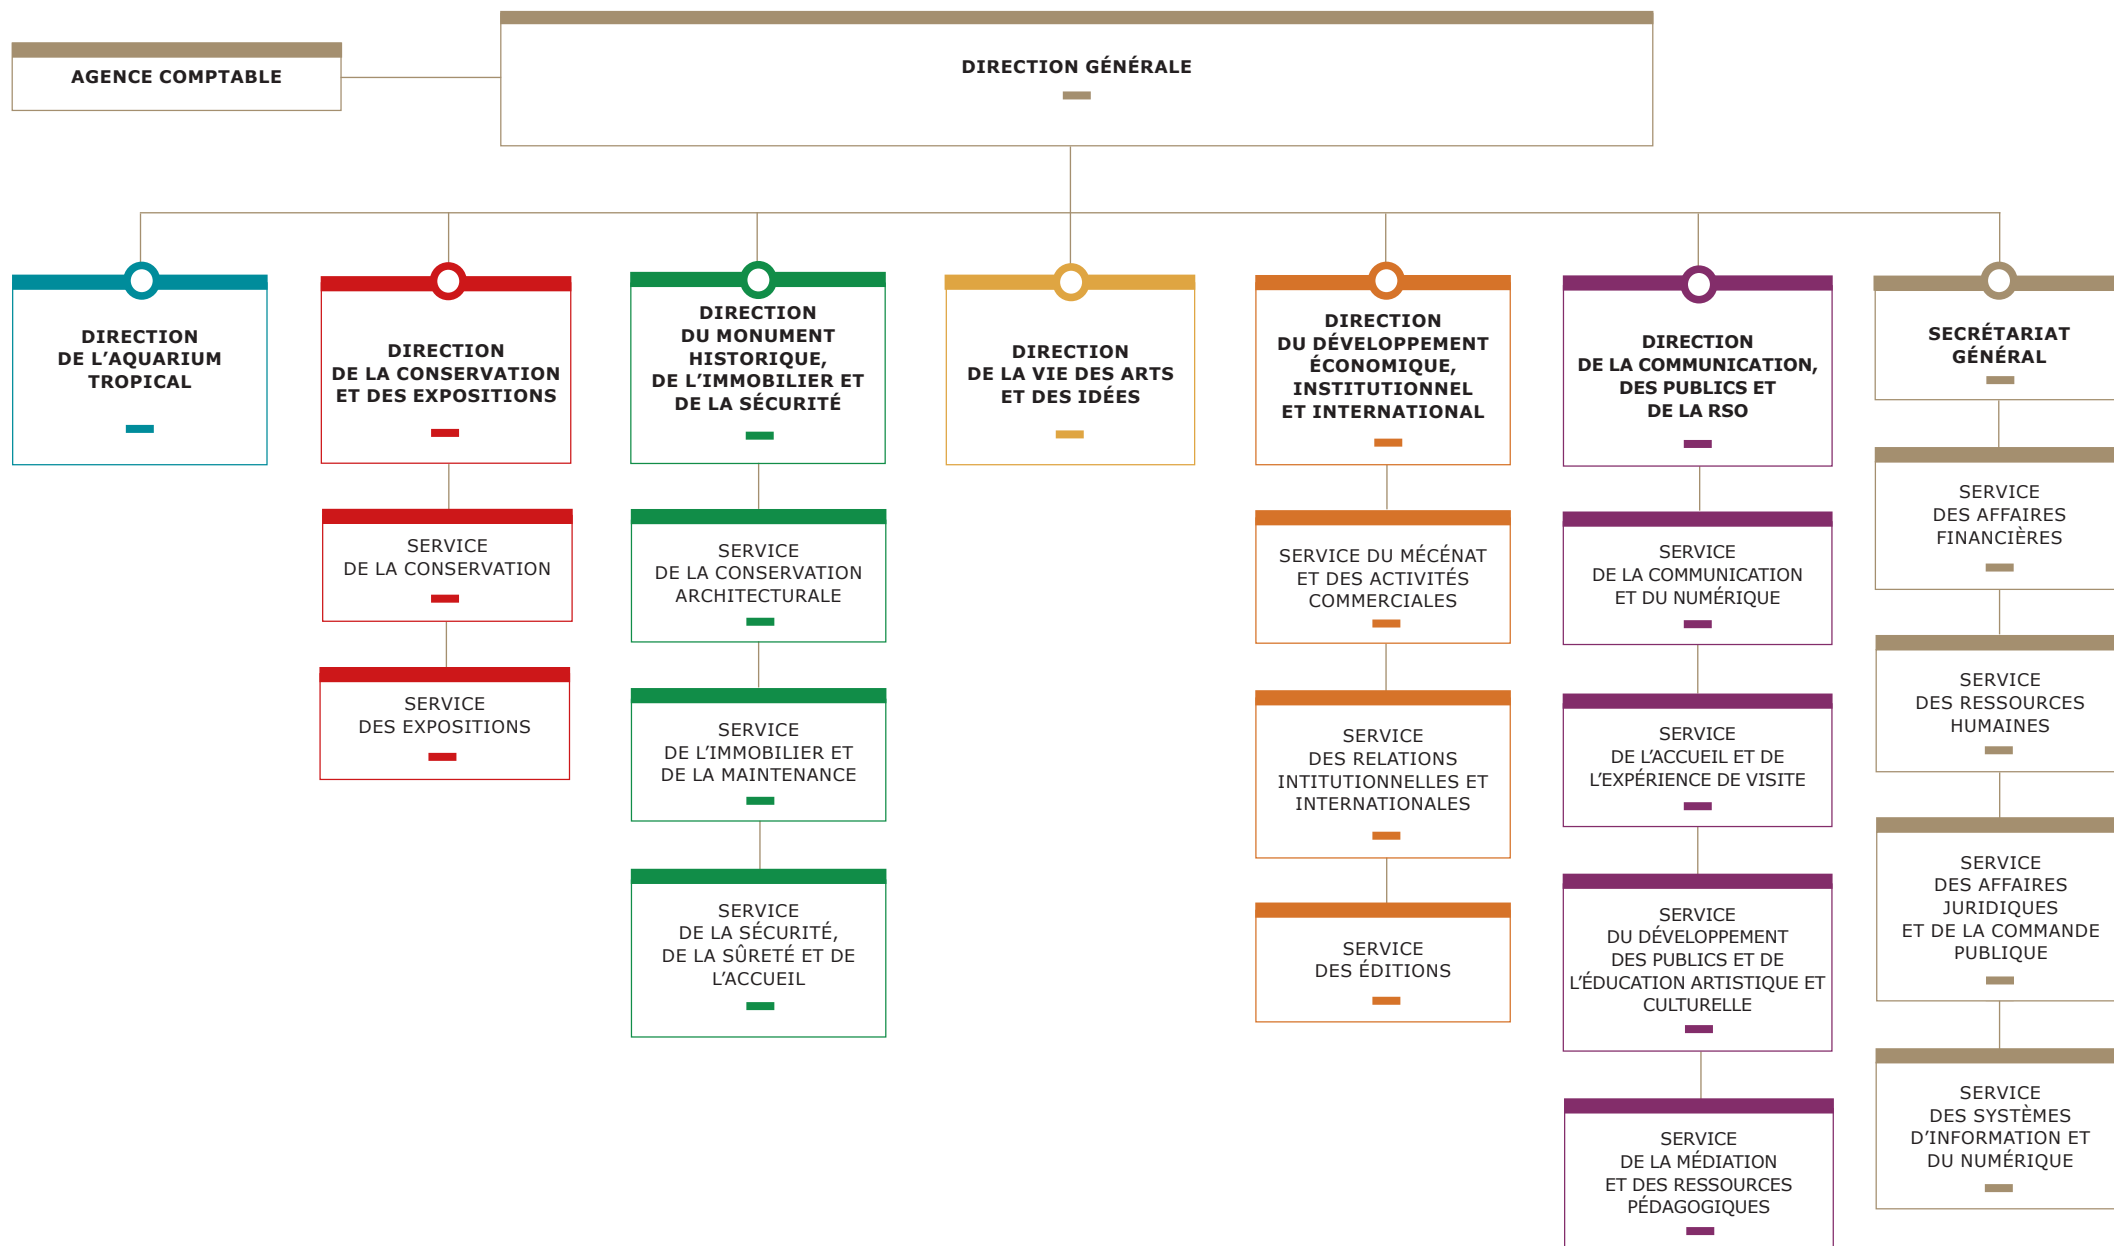 AGENCE COMPTABLE
DIRECTION GÉNÉRALE
DIRECTION
DE L'AQUARIUM
TROPICAL
DIRECTION
DE LA CONSERVATION
ET DES EXPOSITIONS
SERVICE
DE LA CONSERVATION
SERVICE
DES EXPOSITIONS
DIRECTION
DU MONUMENT
HISTORIQUE,
DE L'IMMOBILIER ET
DE LA SÉCURITÉ
SERVICE
DE LA CONSERVATION
ARCHITECTURALE
SERVICE
DE L'IMMOBILIER ET
DE LA MAINTENANCE
SERVICE
DE LA SÉCURITÉ,
DE LA SÛRETÉ ET DE
L'ACCUEIL
DIRECTION
DE LA VIE DES ARTS
ET DES IDÉES
DIRECTION
DU DÉVELOPPEMENT
ÉCONOMIQUE,
INSTITUTIONNEL
ET INTERNATIONAL
SERVICE DU MÉCÉNAT
ET DES ACTIVITÉS
COMMERCIALES
SERVICE
DES RELATIONS
INTITUTIONNELLES ET
INTERNATIONALES
SERVICE
DES ÉDITIONS
DIRECTION
DE LA COMMUNICATION,
DES PUBLICS ET
DE LA RSO
SERVICE
DE LA COMMUNICATION
ET DU NUMÉRIQUE
SERVICE
DE L'ACCUEIL ET DE
L'EXPÉRIENCE DE VISITE
SERVICE
DU DÉVELOPPEMENT
DES PUBLICS ET DE
L'ÉDUCATION ARTISTIQUE ET
CULTURELLE
SERVICE
DE LA MÉDIATION
ET DES RESSOURCES
PÉDAGOGIQUES
SECRÉTARIAT
GÉNÉRAL
SERVICE
DES AFFAIRES
FINANCIÈRES
SERVICE
DES RESSOURCES
HUMAINES
SERVICE
DES AFFAIRES
JURIDIQUES
ET DE LA COMMANDE
PUBLIQUE
SERVICE
DES SYSTÈMES
D'INFORMATION ET
DU NUMÉRIQUE